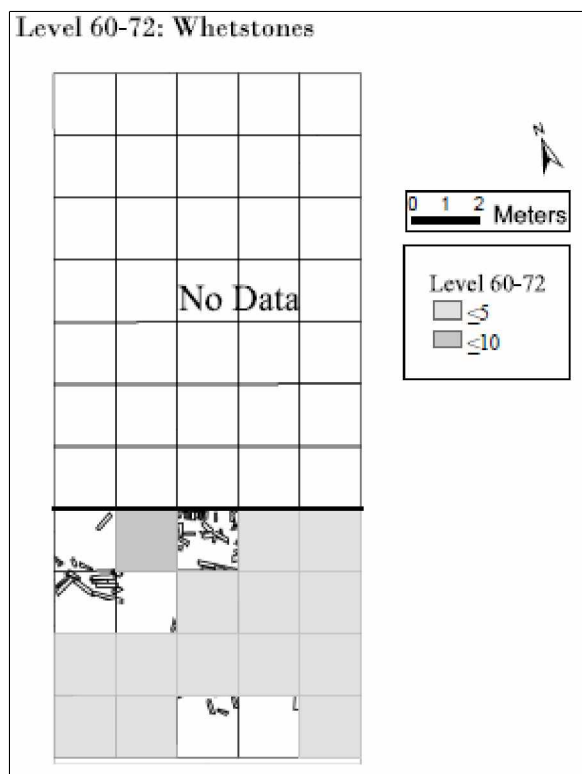 Level 60-72: Whetstones
N
0 1 2 Meters
No Data
Level 60-72
≤5
≤10